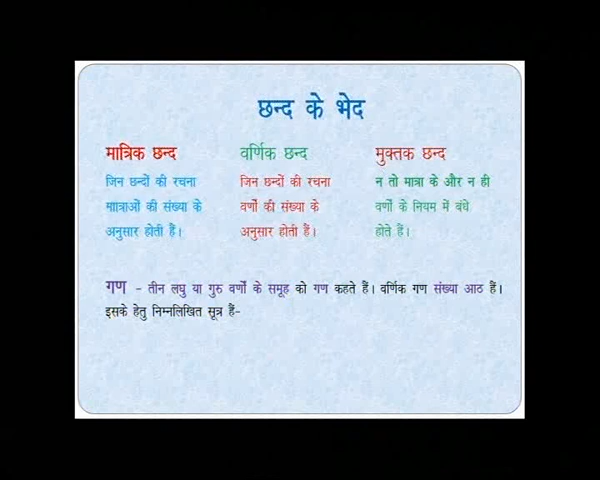 छन्द के भेद
मात्रिक छन्द
जिन छन्दों की रचना
माात्राओं की संख्या के
अनुसार होती हैं।
वर्णिक छन्द
जिन छन्दों की रचना
वर्णो की संख्या के
अनुसार होती हैं।
मुक्तक छन्द
न तो मात्रा के और न ही
वर्णो के नियम में बंधे
होते हैं।
गण - तीन लघु या गुरु वर्णो के समूह को गण कहते हैं। वर्णिक गण संख्या आठ हैं।
इसके हेतु निम्नलिखित सूत्र हैं-